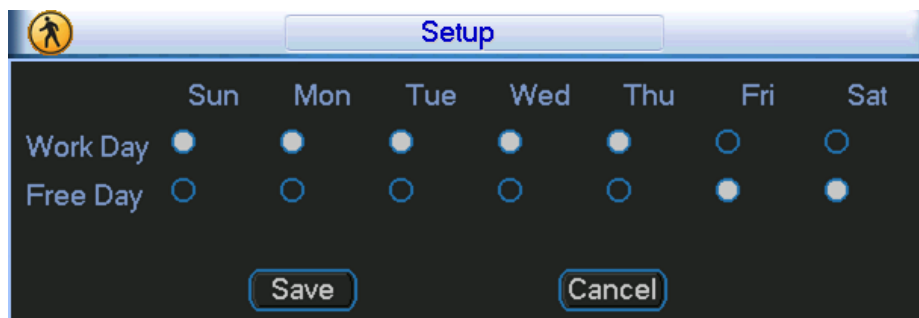 Setup
Sun Mon Tue Wed Thu Fri Sat
Work Day
Free Day
Save Cancel